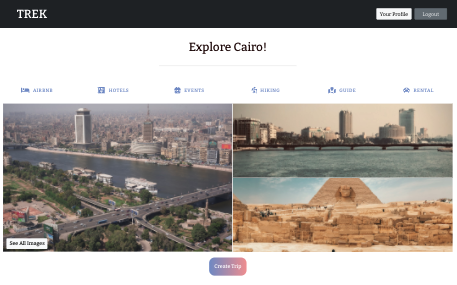 TREK
Your Profile
Logout
Explore Cairo!
AIRBNB
HOTELS
EVENTS
HIKING
GUIDE
RENTAL
See All Images
Create Trip